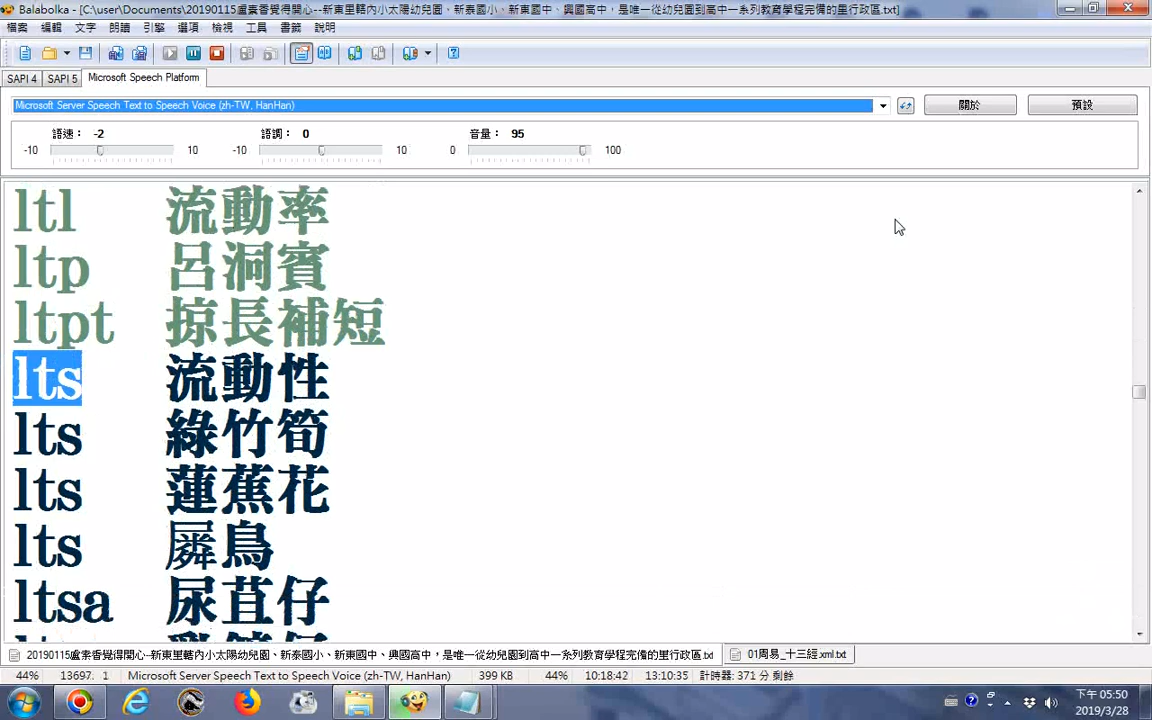 Balabolka - [C:\user\Documents\20190115盧素香覺得開心--新東里轄內小太陽幼兒園、新泰國小、新東國中、興國高中，是唯一從幼兒園到高中一系列教育學程完備的里行政區.txt]
檔案 編輯 文字 朗讀 引擎 選項 檢視 工具 書籤 說明
SAPI 4 SAPI 5 Microsoft Speech Platform
Microsoft Server Speech Text to Speech Voice (zh-TW, HanHan) 關於 預設
語速： -2 語調： 0 音量： 95
-10 10 -10 10 0 100
ltl 流動率
ltp 呂洞賓
ltpt 掠長補短
lts 流動性
lts 綠竹筍
lts 蓮蕉花
lts 屪鳥
ltsa 尿苴仔
20190115盧素香覺得開心--新東里轄內小太陽幼兒園、新泰國小、新東國中、興國高中，是唯一從幼兒園到高中一系列教育學程完備的里行政區.txt 01周易_十三經.xml.txt
44% 13697. 1 Microsoft Server Speech Text to Speech Voice (zh-TW, HanHan) 399 KB 44% 10:18:42 13:10:35 計時器: 371 分 剩餘
下午 05:50
2019/3/28